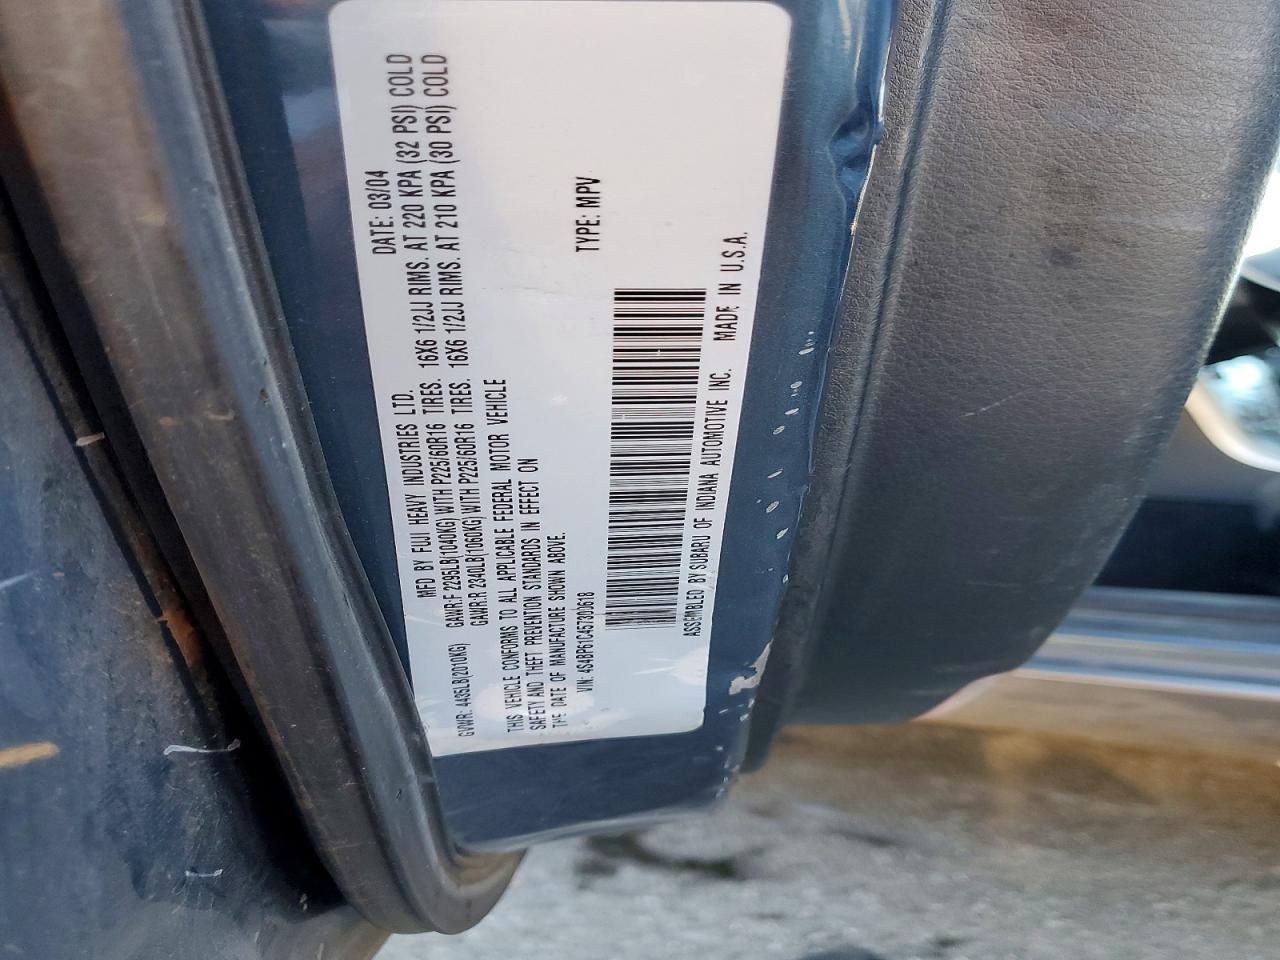 MFD BY FUJI HEAVY INDUSTRIES LTD. DATE: 03/04
GVWR: 4435LB(2010KG) GAWR:F 2295LB(1040KG)WITH P225/60R16 TIRES. 16X6 1/2JJ RIMS. AT 220 KPA (32 PSI) COLD
GAWR:R 2340LB(1060KG)WITH P225/60R16 TIRES. 16X6 1/2JJ RIMS. AT 210 KPA (30 PSI) COLD
THIS VEHICLE CONFORMS TO ALL APPLICABLE FEDERAL MOTOR VEHICLE
SAFETY AND THEFT PREVENTION STANDARDS IN EFFECT ON
THE DATE OF MANUFACTURE SHOWN ABOVE.
VIN: 4S4BP61C467300618 TYPE: MPV
ASSEMBLED BY SUBARU OF INDIANA AUTOMOTIVE INC. MADE IN U.S.A.